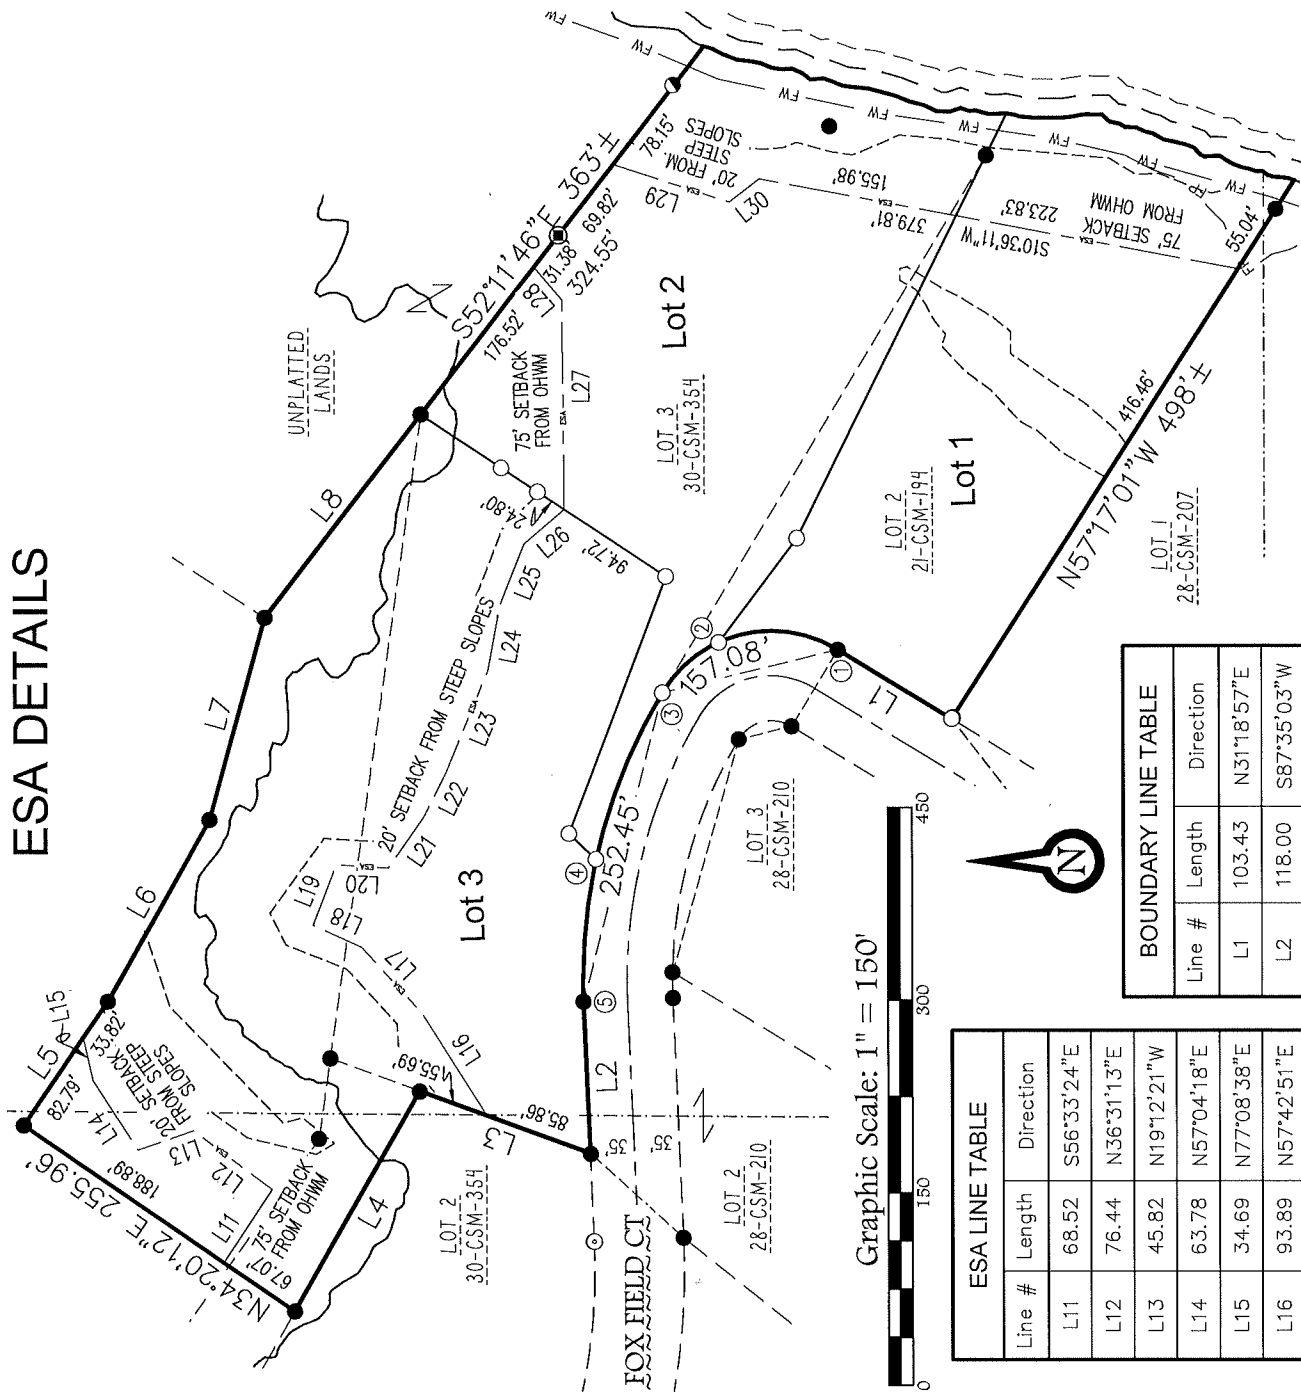 ESA DETAILS
UNPLATTED
LANDS
S52°11'46"E 363'±
324.55'
176.52'
31.38'
69.82'
78.15'
L5
L6
L7
L8
L15
33.82'
82.79'
L14
20' SETBACK
FROM STEEP
SLOPES
L13
L12
L11
188.89'
N34°20'12"E 255.96'
67.07'
75' SETBACK
FROM OHWM
L4
L3
85.86'
55.69'
L16
L17
L18
L19
L20
ESA
20' SETBACK FROM STEEP SLOPES
L21
L22
L23
L24
L25
L26
24.80'
94.72'
L27
L28
75' SETBACK
FROM OHWM
L29
L30
20' FROM
STEEP
SLOPES
155.98'
379.81'
S10°36'11"W
223.83'
75' SETBACK
FROM OHWM
55.04'
FW
Lot 3
Lot 2
LOT 3
30-CSM-354
Lot 1
LOT 2
21-CSM-194
416.46'
N57°17'01"W 498'±
LOT 1
28-CSM-207
157.08'
252.45'
1
2
3
4
5
L1
L2
LOT 3
28-CSM-210
LOT 2
30-CSM-354
35'
35'
FOX FIELD CT
LOT 2
28-CSM-210
N
Graphic Scale: 1" = 150'
0 150 300 450
ESA LINE TABLE
Line # Length Direction
L11 68.52 S56°33'24"E
L12 76.44 N36°31'13"E
L13 45.82 N19°12'21"W
L14 63.78 N57°04'18"E
L15 34.69 N77°08'38"E
L16 93.89 N57°42'51"E
BOUNDARY LINE TABLE
Line # Length Direction
L1 103.43 N31°18'57"E
L2 118.00 S87°35'03"W